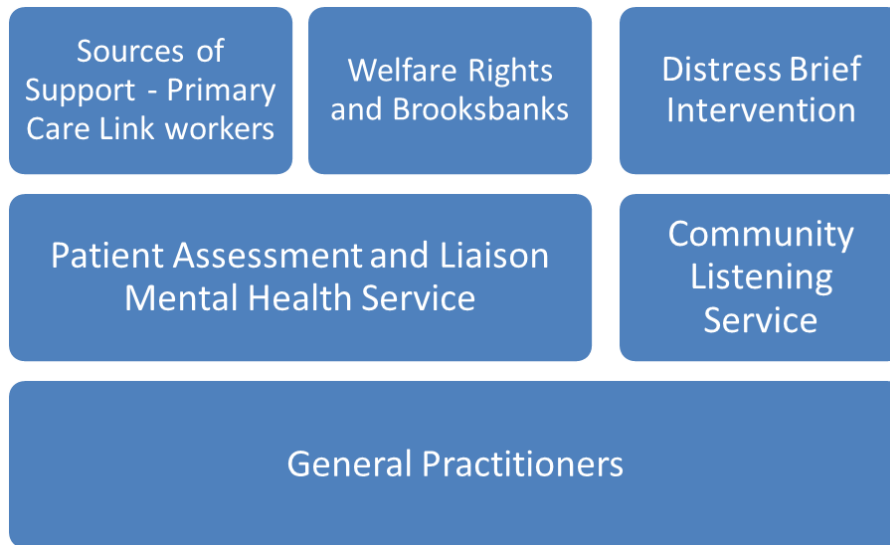 Sources of
Support - Primary
Care Link workers
Welfare Rights
and Brooksbanks
Distress Brief
Intervention
Patient Assessment and Liaison
Mental Health Service
Community
Listening
Service
General Practitioners